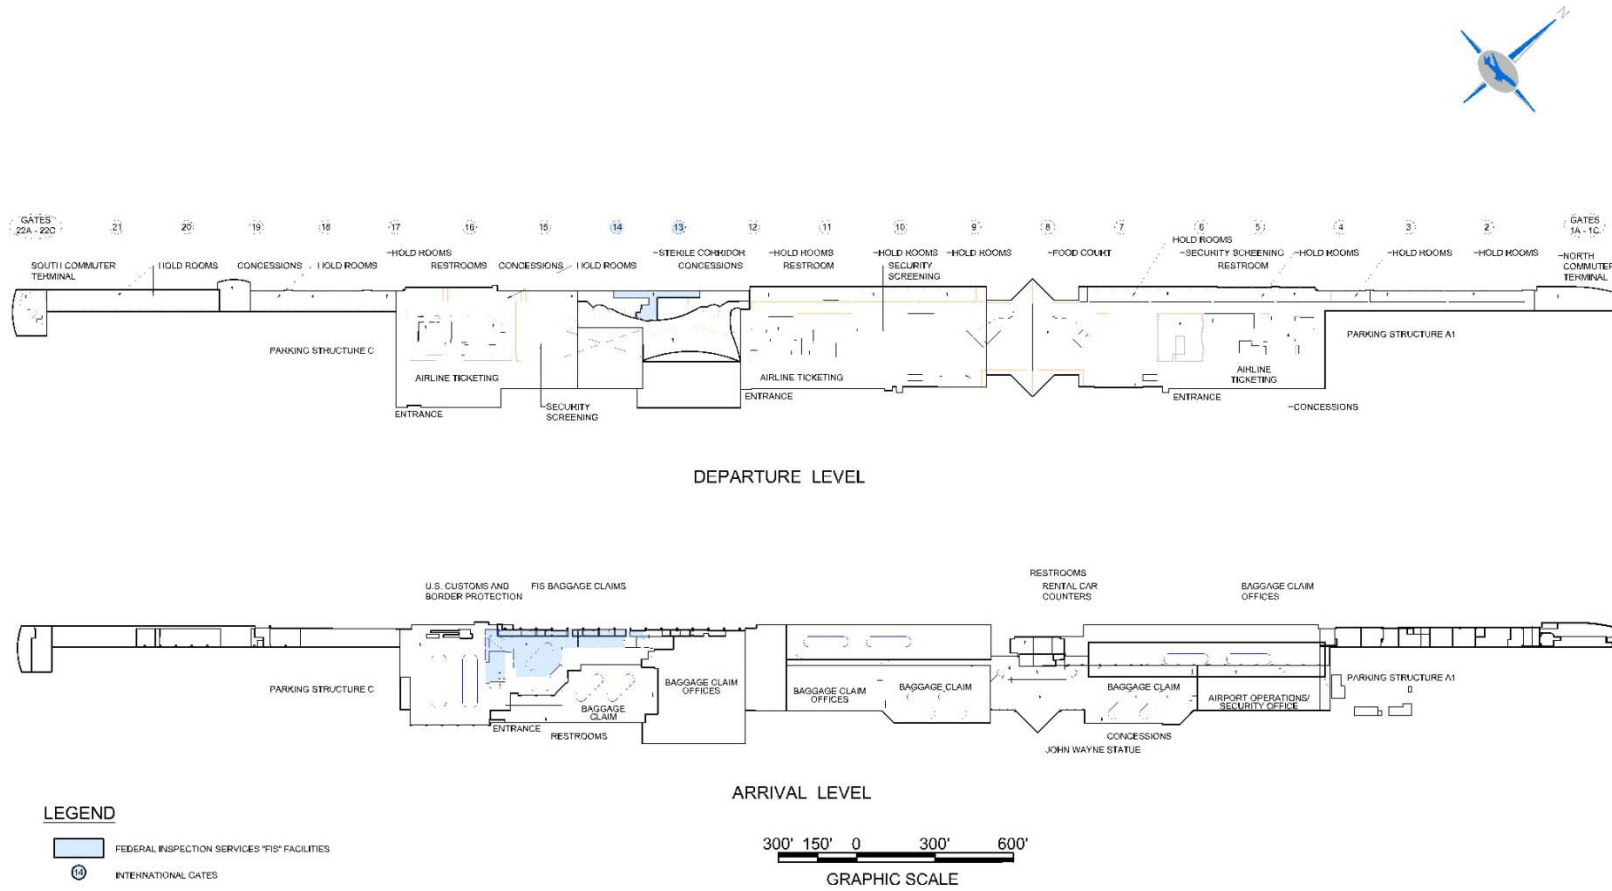 N
GATES
22A - 22C
21
20
19
18
17
16
15
14
13
12
11
10
9
8
7
6
5
4
3
2
GATES
1A - 1C
SOUTH COMMUTER
TERMINAL
HOLD ROOMS
CONCESSIONS
HOLD ROOMS
HOLD ROOMS
RESTROOMS
CONCESSIONS
HOLD ROOMS
STERILE CORRIDOR
CONCESSIONS
HOLD ROOMS
RESTROOM
HOLD ROOMS
SECURITY
SCREENING
HOLD ROOMS
FOOD COURT
HOLD ROOMS
SECURITY SCREENING
RESTROOM
HOLD ROOMS
HOLD ROOMS
HOLD ROOMS
NORTH
COMMUTER
TERMINAL
PARKING STRUCTURE C
AIRLINE TICKETING
ENTRANCE
SECURITY
SCREENING
AIRLINE TICKETING
ENTRANCE
AIRLINE
TICKETING
ENTRANCE
CONCESSIONS
PARKING STRUCTURE A1
DEPARTURE LEVEL
U.S. CUSTOMS AND
BORDER PROTECTION
FIS BAGGAGE CLAIMS
RESTROOMS
RENTAL CAR
COUNTERS
BAGGAGE CLAIM
OFFICES
PARKING STRUCTURE C
BAGGAGE
CLAIM
BAGGAGE CLAIM
OFFICES
BAGGAGE CLAIM
OFFICES
BAGGAGE CLAIM
BAGGAGE CLAIM
AIRPORT OPERATIONS/
SECURITY OFFICE
PARKING STRUCTURE A1
ENTRANCE
RESTROOMS
JOHN WAYNE STATUE
CONCESSIONS
ARRIVAL LEVEL
LEGEND
FEDERAL INSPECTION SERVICES "FIS" FACILITIES
14
INTERNATIONAL GATES
300' 150' 0 300' 600'
GRAPHIC SCALE